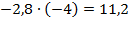 −2,8·(−4) = 11,2